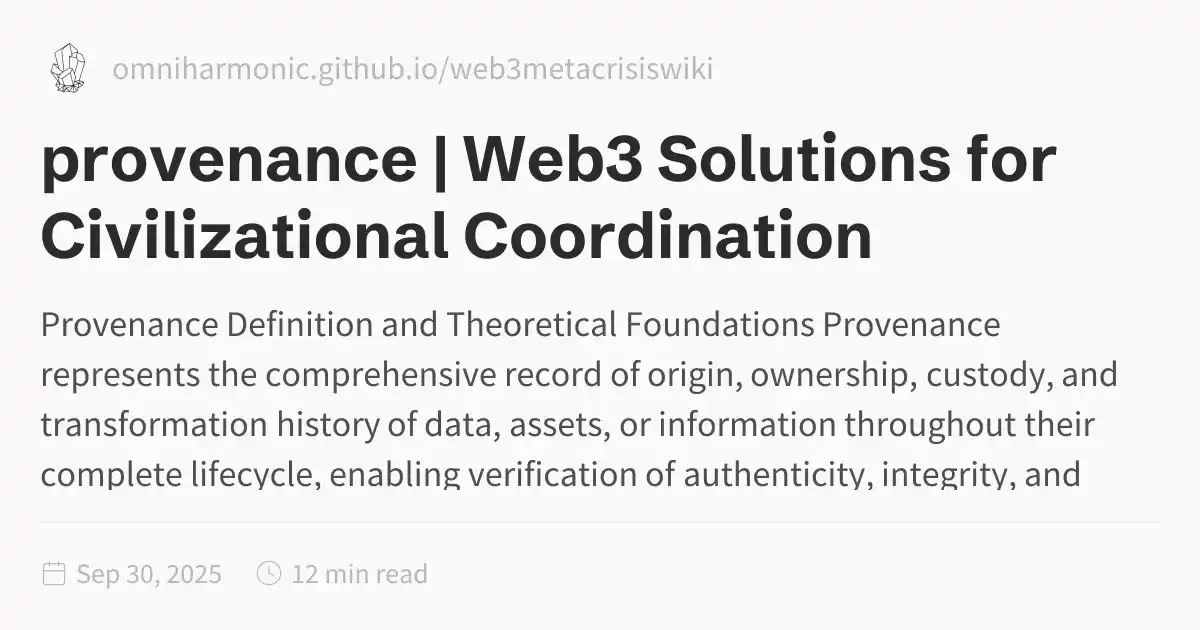 omniharmonic.github.io/web3metacrisiswiki
provenance | Web3 Solutions for
Civilizational Coordination
Provenance Definition and Theoretical Foundations Provenance
represents the comprehensive record of origin, ownership, custody, and
transformation history of data, assets, or information throughout their
complete lifecycle, enabling verification of authenticity, integrity, and
Sep 30, 2025 12 min read